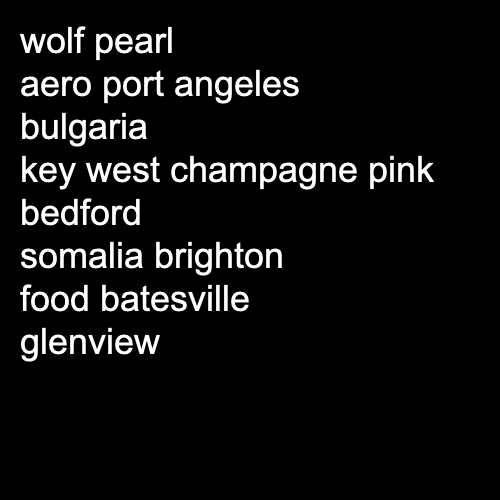 wolf pearl
aero port angeles
bulgaria
key west champagne pink
bedford
somalia brighton
food batesville
glenview